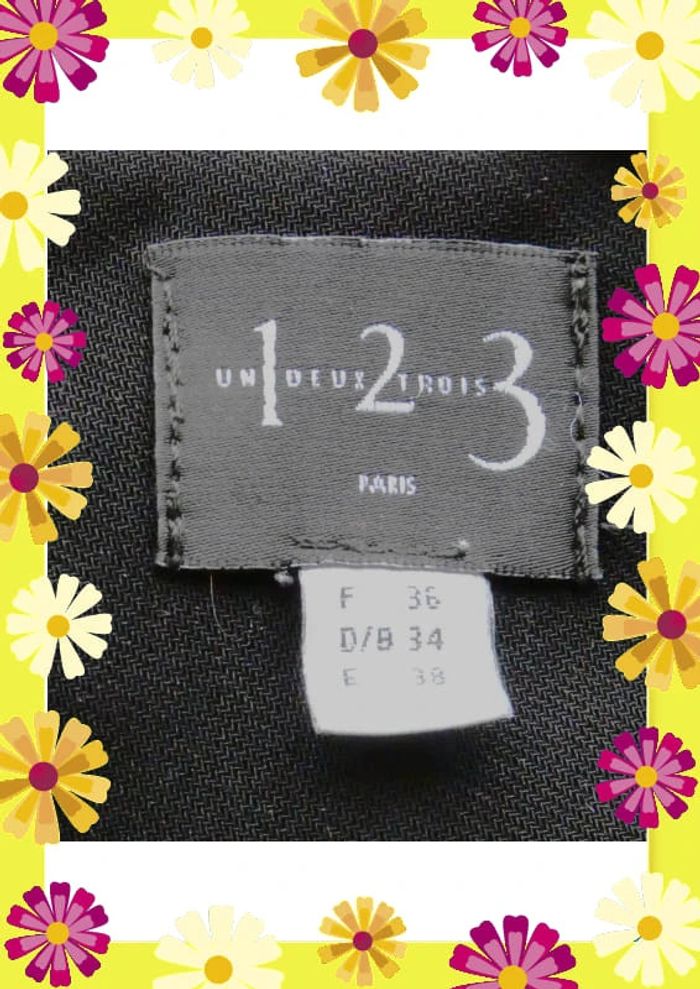 UN 1 DEUX 2 TROIS 3
PARIS
F 36
D/B 34
E 38